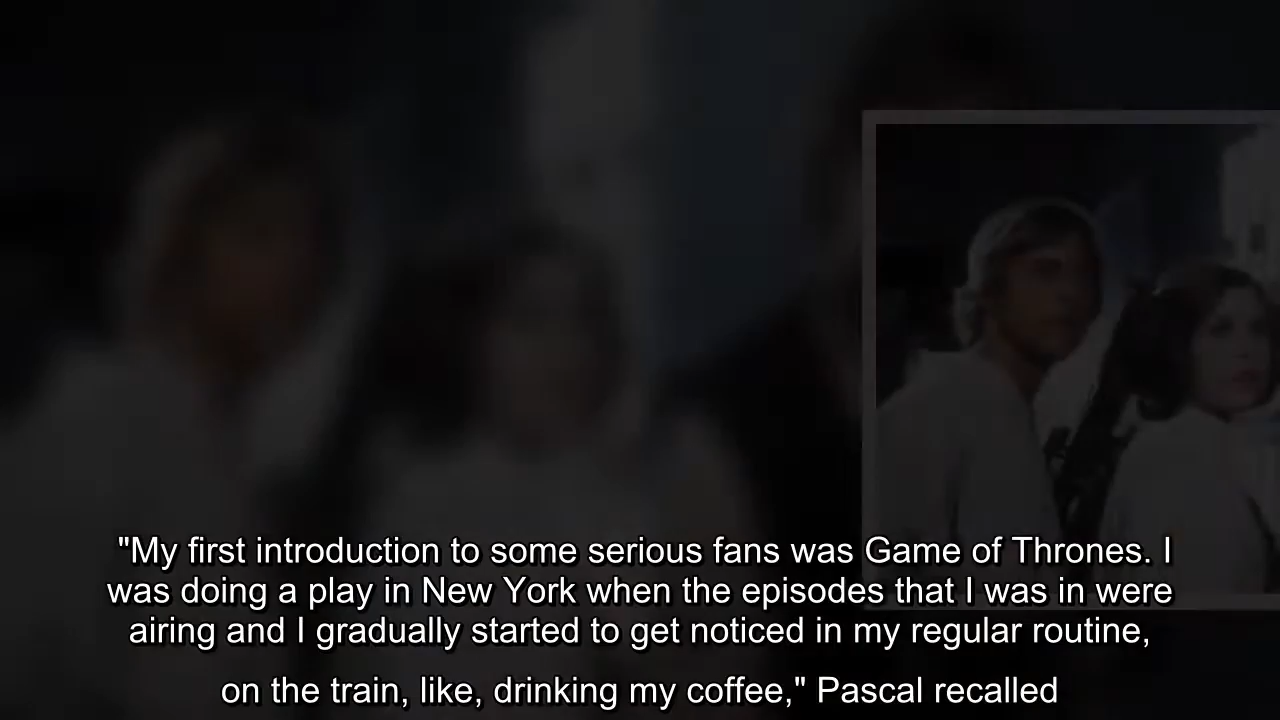 "My first introduction to some serious fans was Game of Thrones. I
was doing a play in New York when the episodes that I was in were
airing and I gradually started to get noticed in my regular routine,
on the train, like, drinking my coffee," Pascal recalled